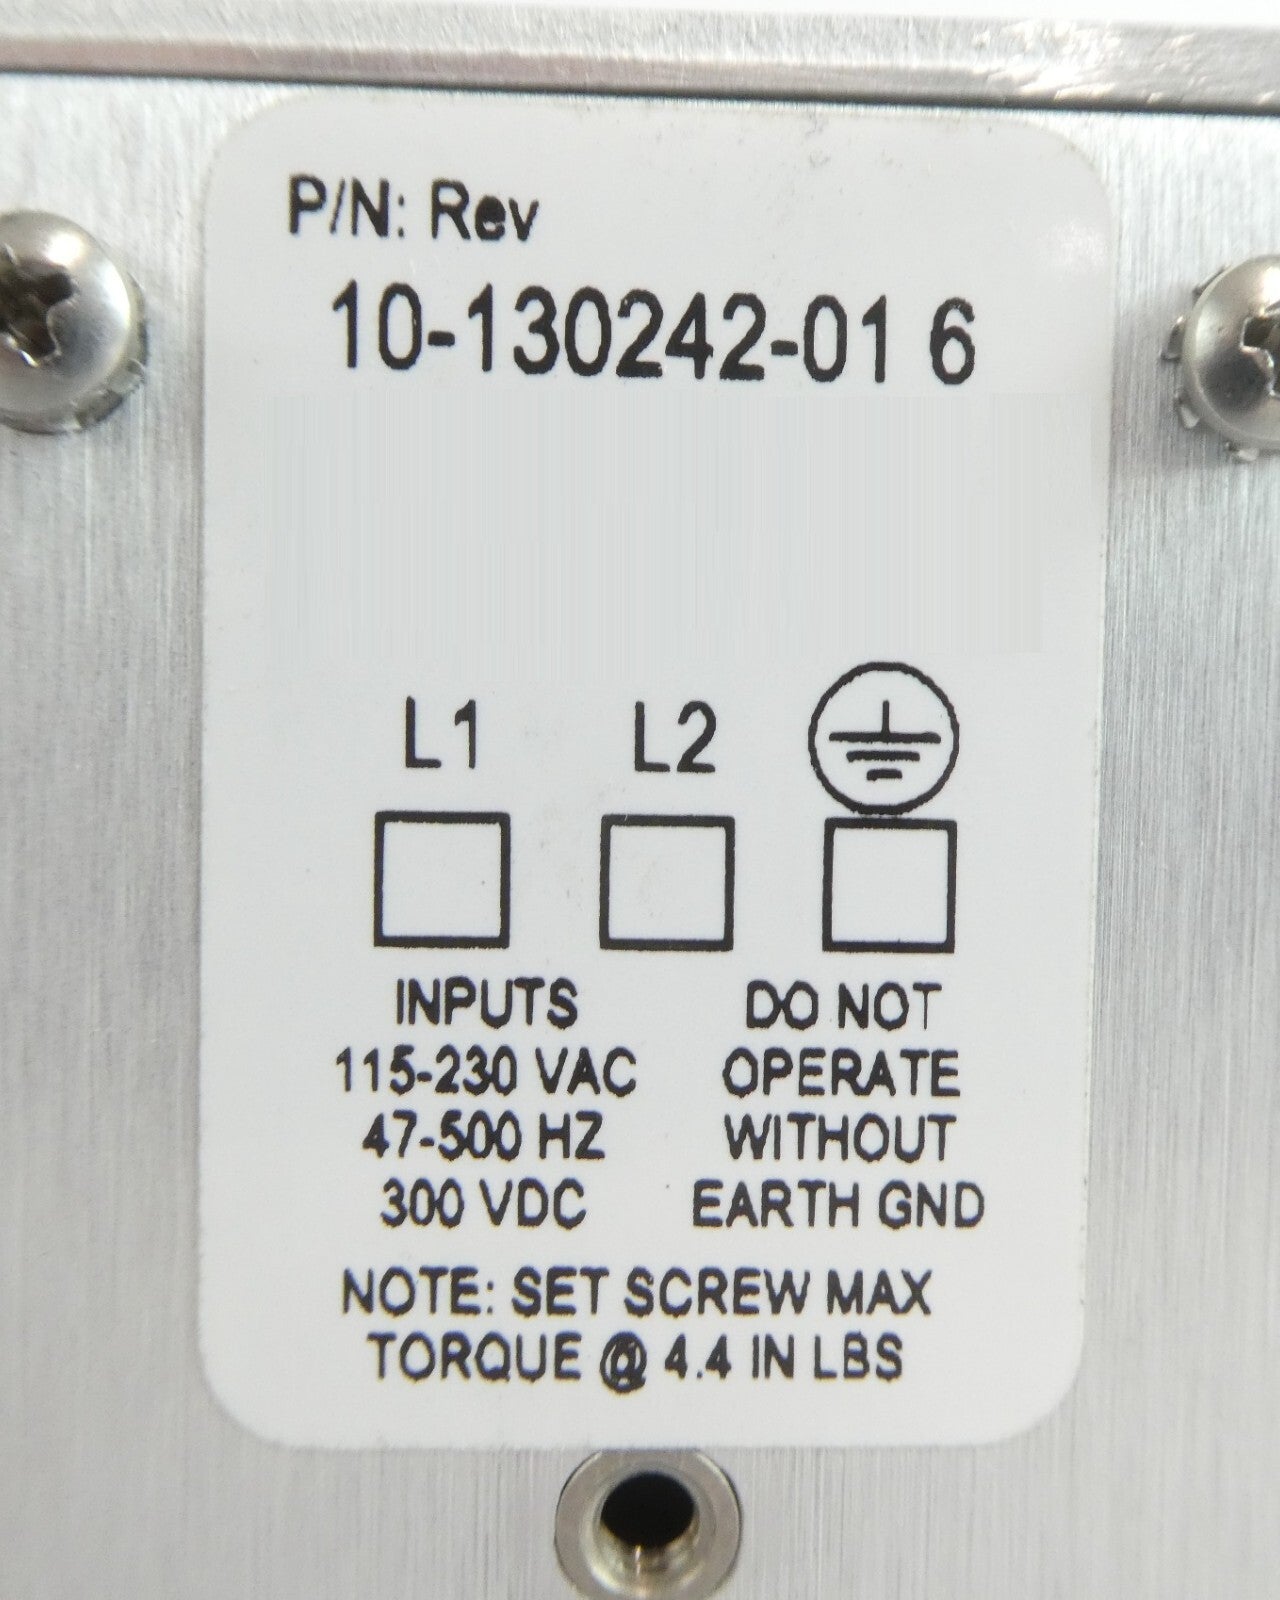 P/N: Rev
10-130242-01 6
L1 L2
INPUTS
115-230 VAC
47-500 HZ
300 VDC
DO NOT
OPERATE
WITHOUT
EARTH GND
NOTE: SET SCREW MAX
TORQUE @ 4.4 IN LBS